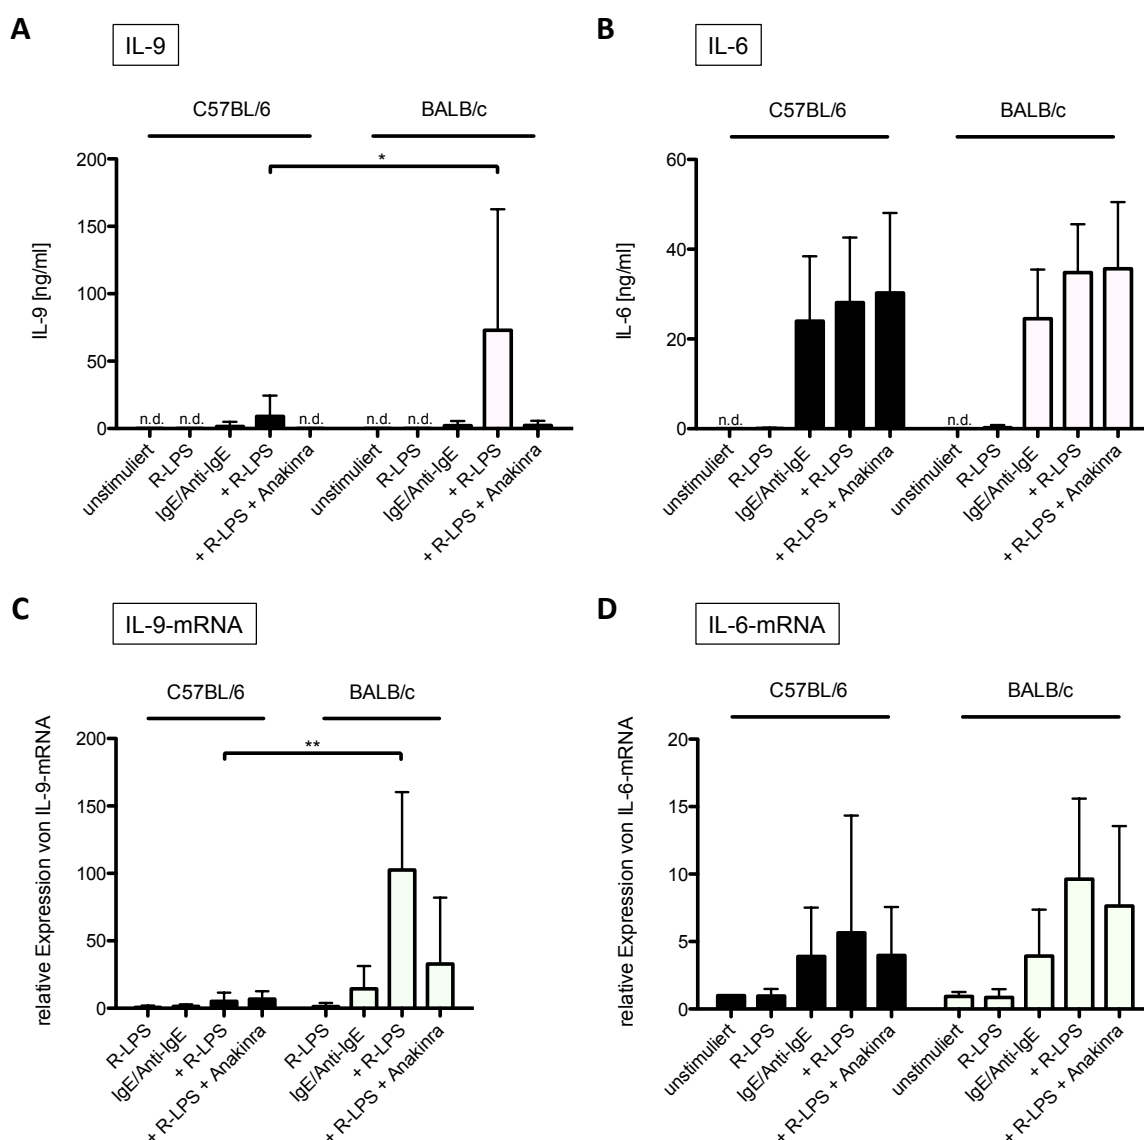 A
IL-9
C57BL/6
BALB/c
*
200
150
100
50
0
IL-9 [ng/ml]
n.d.
n.d.
n.d.
n.d.
n.d.
unstimuliert
R-LPS
IgE/Anti-IgE
+ R-LPS
+ R-LPS + Anakinra
unstimuliert
R-LPS
IgE/Anti-IgE
+ R-LPS
+ R-LPS + Anakinra
B
IL-6
C57BL/6
BALB/c
60
40
20
0
IL-6 [ng/ml]
n.d.
n.d.
unstimuliert
R-LPS
IgE/Anti-IgE
+ R-LPS
+ R-LPS + Anakinra
unstimuliert
R-LPS
IgE/Anti-IgE
+ R-LPS
+ R-LPS + Anakinra
C
IL-9-mRNA
C57BL/6
BALB/c
**
200
150
100
50
0
relative Expression von IL-9-mRNA
R-LPS
IgE/Anti-IgE
+ R-LPS
+ R-LPS + Anakinra
R-LPS
IgE/Anti-IgE
+ R-LPS
+ R-LPS + Anakinra
D
IL-6-mRNA
C57BL/6
BALB/c
20
15
10
5
0
relative Expression von IL-6-mRNA
unstimuliert
R-LPS
IgE/Anti-IgE
+ R-LPS
+ R-LPS + Anakinra
unstimuliert
R-LPS
IgE/Anti-IgE
+ R-LPS
+ R-LPS + Anakinra